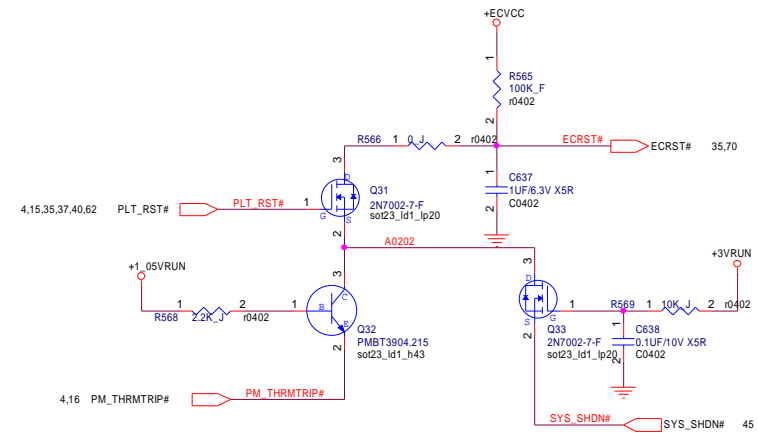 +ECVCC
1
R565
100K_F
r0402
2
R566 1 0_J 2 r0402
ECRST#
ECRST# 35,70
3
D
1
C637
1UF/6.3V X5R
C0402
2
Q31
2N7002-7-F
sot23_ld1_lp20
4,15,35,37,40,62 PLT_RST#
PLT_RST#
1
G
S
2
A0202
+1_05VRUN
3
C
3
D
+3VRUN
1
2
R568 2.2K_J r0402
1
B
E
Q32
PMBT3904.215
sot23_ld1_h43
2
S
G
1
R569 1 10K_J 2 r0402
Q33
2N7002-7-F
sot23_ld1_lp20
2
1
C638
0.1UF/10V X5R
C0402
2
4,16 PM_THRMTRIP#
PM_THRMTRIP#
SYS_SHDN#
SYS_SHDN# 45